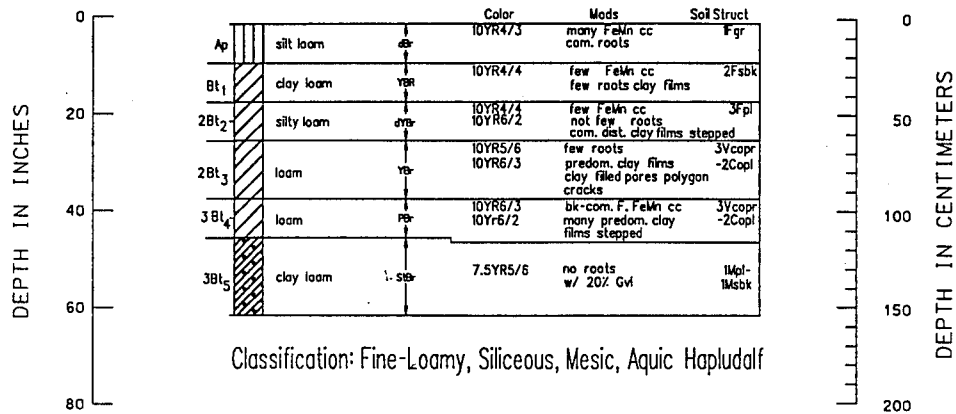 Color Mods Soil Struct
Ap silt loam dBr 10YR4/3 many FeMn cc 1Fgr
com. roots
Bt1 clay loam YBR 10YR4/4 few FeMn cc 2Fsbk
few roots clay films
2Bt2 silty loam dYBr 10YR4/4 few FeMn cc 3Fpl
10YR6/2 not few roots
com. dist. clay films stepped
2Bt3 loam YBr 10YR5/6 few roots 3Vcopr
10YR6/3 predom. clay films -2Copl
clay filled pores polygon
cracks
3Bt4 loam PBr 10YR6/3 bk-com. F. FeMn cc 3Vcopr
10Yr6/2 many predom. clay -2Copl
films stepped
3Bt5 clay loam StBr 7.5YR5/6 no roots 1Mpl-
w/ 20% Gvl 1Msbk
Classification: Fine-Loamy, Siliceous, Mesic, Aquic Hapludalf
DEPTH IN INCHES
0
20
40
60
80
DEPTH IN CENTIMETERS
0
50
100
150
200